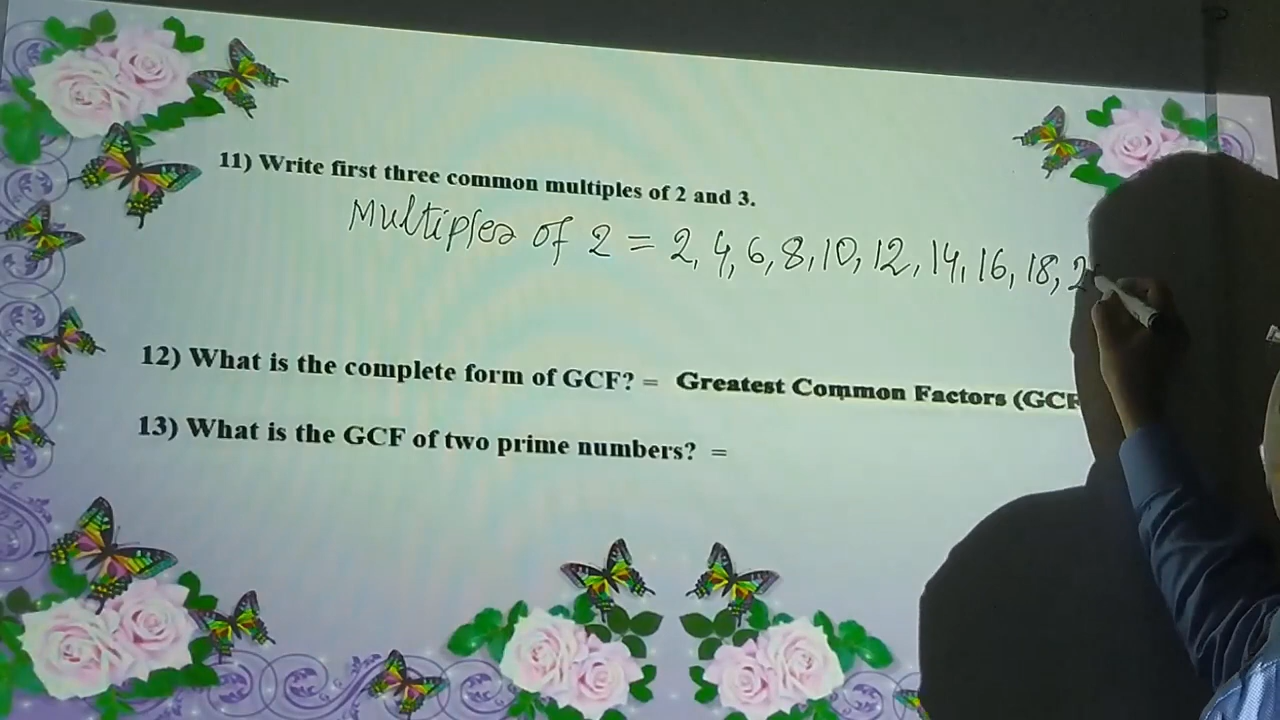 11) Write first three common multiples of 2 and 3.
Multiples of 2 = 2, 4, 6, 8, 10, 12, 14, 16, 18, 2
12) What is the complete form of GCF? = Greatest Common Factors (GCF
13) What is the GCF of two prime numbers? =